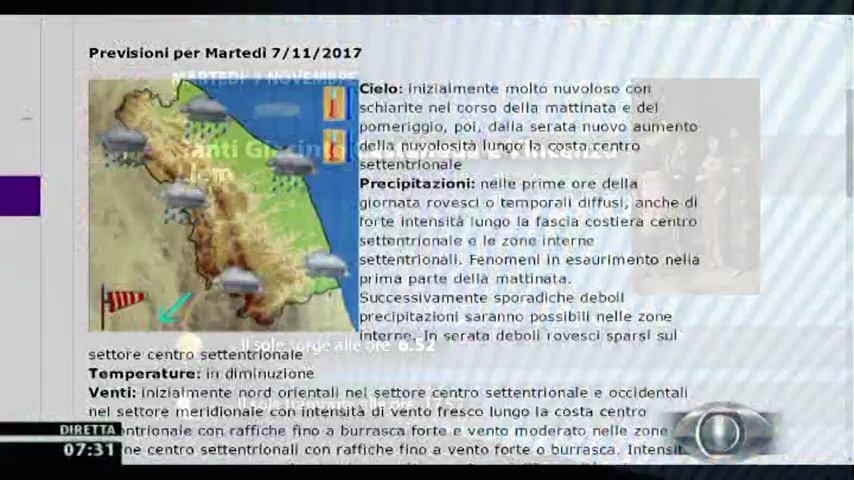 Previsioni per Martedì 7/11/2017
MARTEDI' 7 NOVEMBRE
Cielo: inizialmente molto nuvoloso con
schiarite nel corso della mattinata e del
pomeriggio, poi, dalla serata nuovo aumento
della nuvolosità lungo la costa centro
settentrionale
Precipitazioni: nelle prime ore della
giornata rovesci o temporali diffusi, anche di
forte intensità lungo la fascia costiera centro
settentrionale e le zone interne
settentrionali. Fenomeni in esaurimento nella
prima parte della mattinata.
Successivamente sporadiche deboli
precipitazioni saranno possibili nelle zone
interne. In serata deboli rovesci sparsi sul
settore centro settentrionale
Il sole sorge alle ore 6.52
Temperature: in diminuzione
Venti: inizialmente nord orientali nel settore centro settentrionale e occidentali
nel settore meridionale con intensità di vento fresco lungo la costa centro
con raffiche fino a burrasca forte e vento moderato nelle zone
centro settentrionali con raffiche fino a vento forte o burrasca.
DIRETTA
07:31